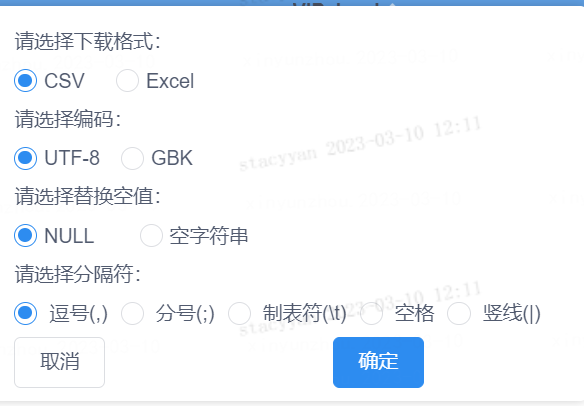 请选择下载格式：
CSV Excel
请选择编码：
stacyyan 2023-03-10 12:11
UTF-8 GBK
请选择替换空值：
NULL 空字符串
请选择分隔符：
stacyyan 2023-03-10 12:11
逗号(,) 分号(;) 制表符(\t) 空格 竖线(|)
取消 确定